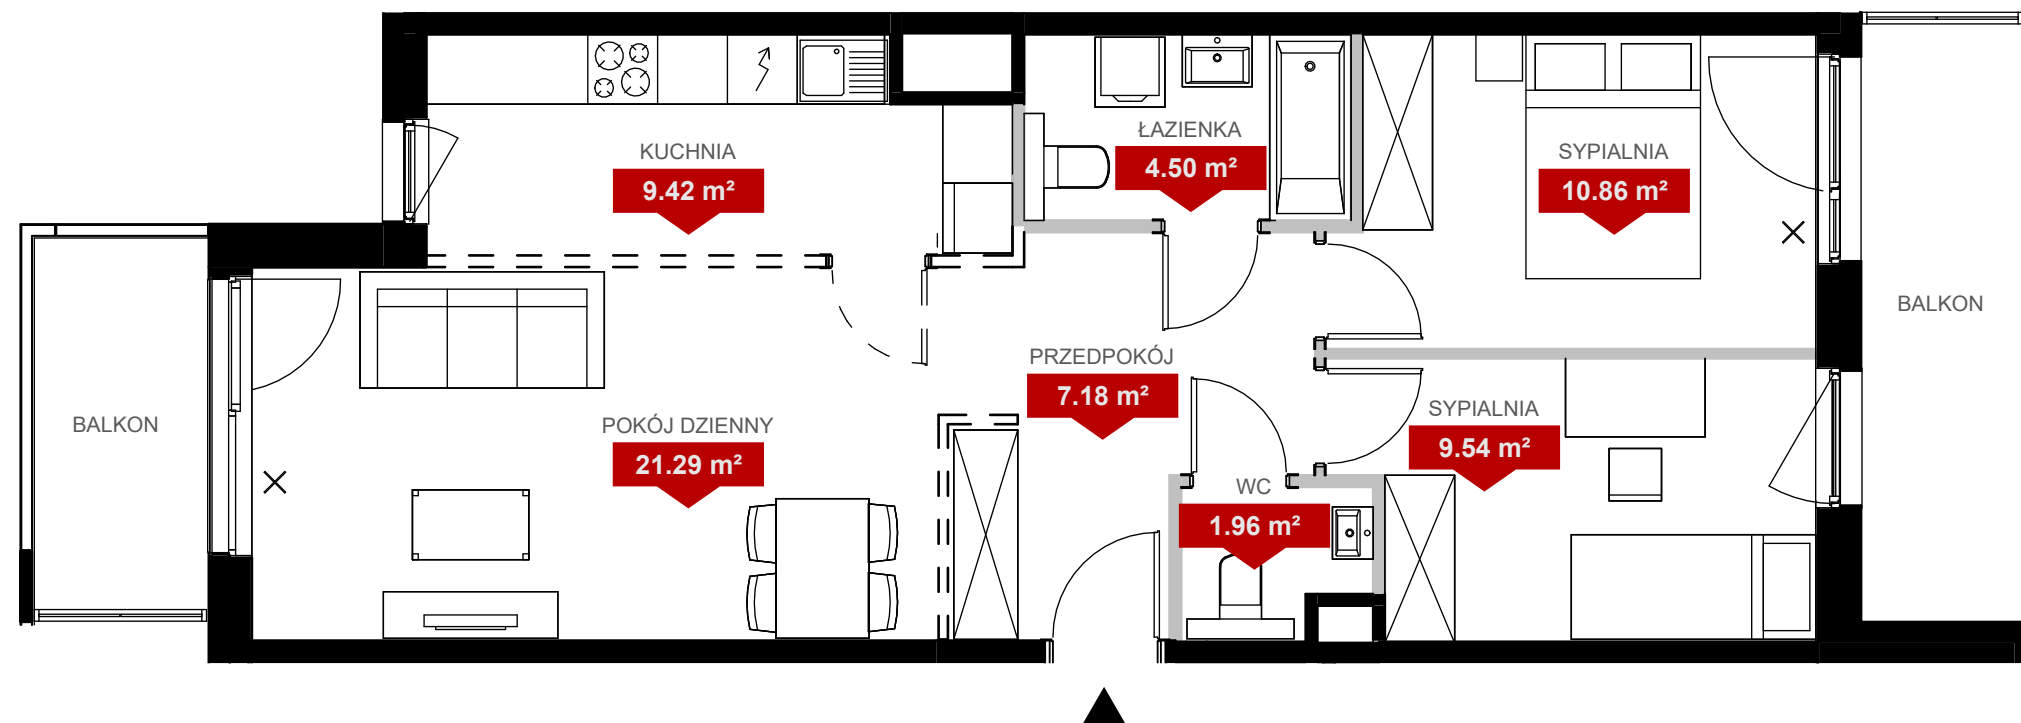 KUCHNIA
9.42 m²
ŁAZIENKA
4.50 m²
SYPIALNIA
10.86 m²
BALKON
PRZEDPOKÓJ
7.18 m²
BALKON
POKÓJ DZIENNY
21.29 m²
SYPIALNIA
9.54 m²
WC
1.96 m²